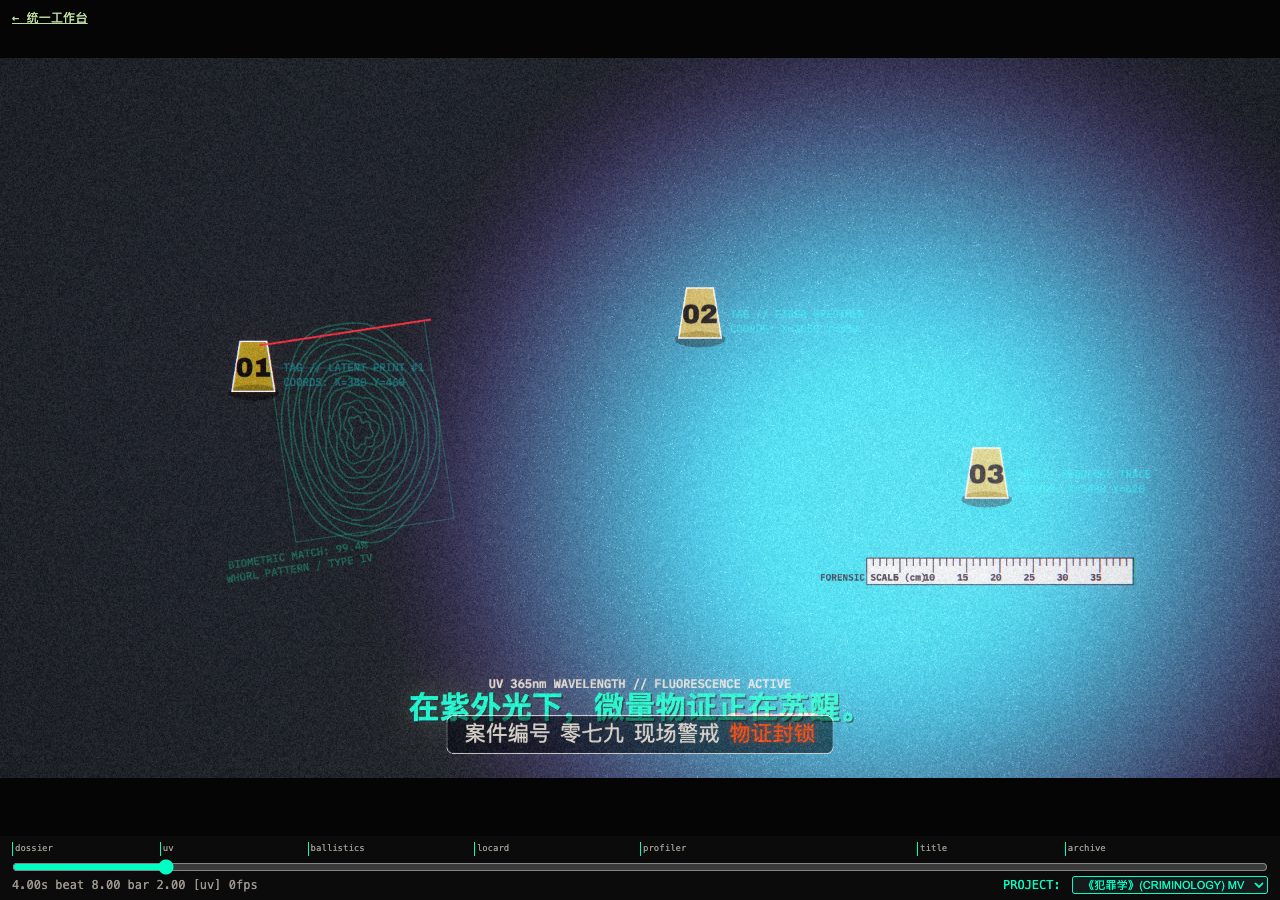 ← 统一工作台
02
01
TAG // LATENT PRINT #1
COORDS: X=380 Y=460
03
BIOMETRIC MATCH: 99.4%
WHORL PATTERN / TYPE IV
FORENSIC SCALE (cm)
10 15 20 25 30 35
UV 365nm WAVELENGTH // FLUORESCENCE ACTIVE
在紫外光下，微量物证正在苏醒。
案件编号 零七九 现场警戒 物证封锁
dossier uv ballistics locard profiler title archive
4.00s beat 8.00 bar 2.00 [uv] 0fps
PROJECT: 《犯罪学》(CRIMINOLOGY) MV